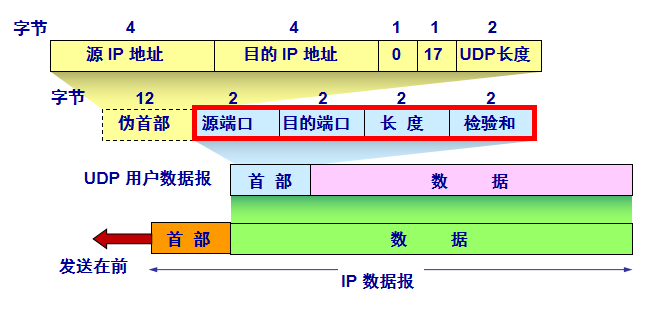 字节 4 4 1 1 2
源 IP 地址 目的 IP 地址 0 17 UDP长度
字节 12 2 2 2 2
伪首部 源端口 目的端口 长 度 检验和
UDP 用户数据报 首 部 数 据
首 部 数 据
发送在前
IP 数据报